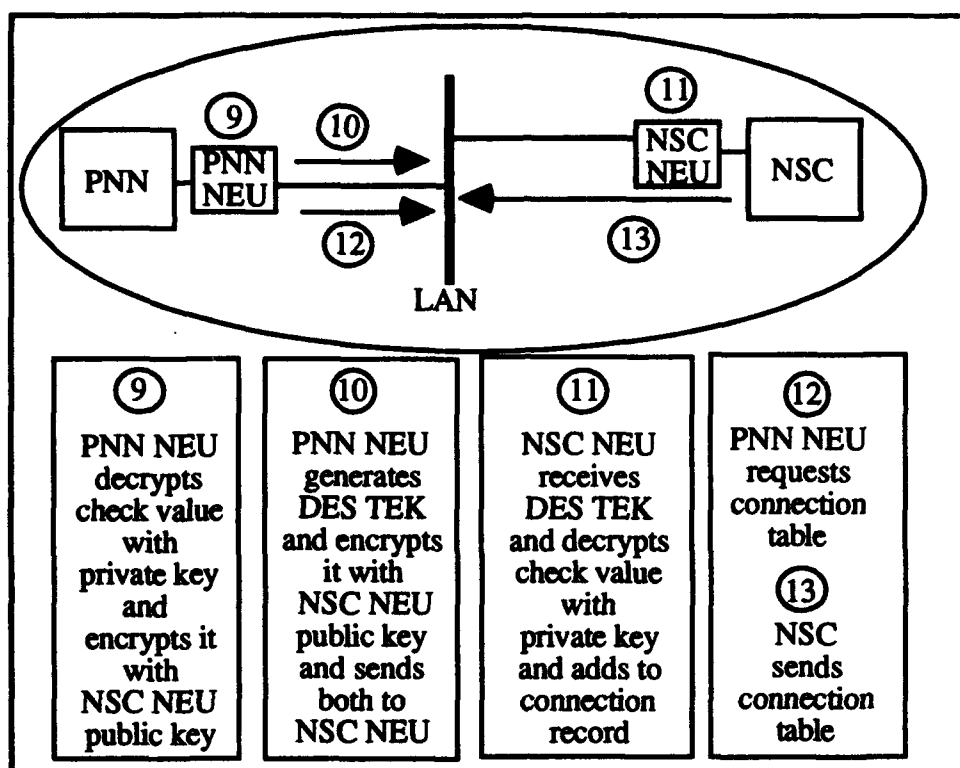 9
10
11
PNN
PNN
NEU
NSC
NEU
NSC
12
13
LAN
9
PNN NEU
decrypts
check value
with
private key
and
encrypts it
with
NSC NEU
public key
10
PNN NEU
generates
DES TEK
and encrypts
it with
NSC NEU
public key
and sends
both to
NSC NEU
11
NSC NEU
receives
DES TEK
and decrypts
check value
with
private key
and adds to
connection
record
12
PNN NEU
requests
connection
table
13
NSC
sends
connection
table